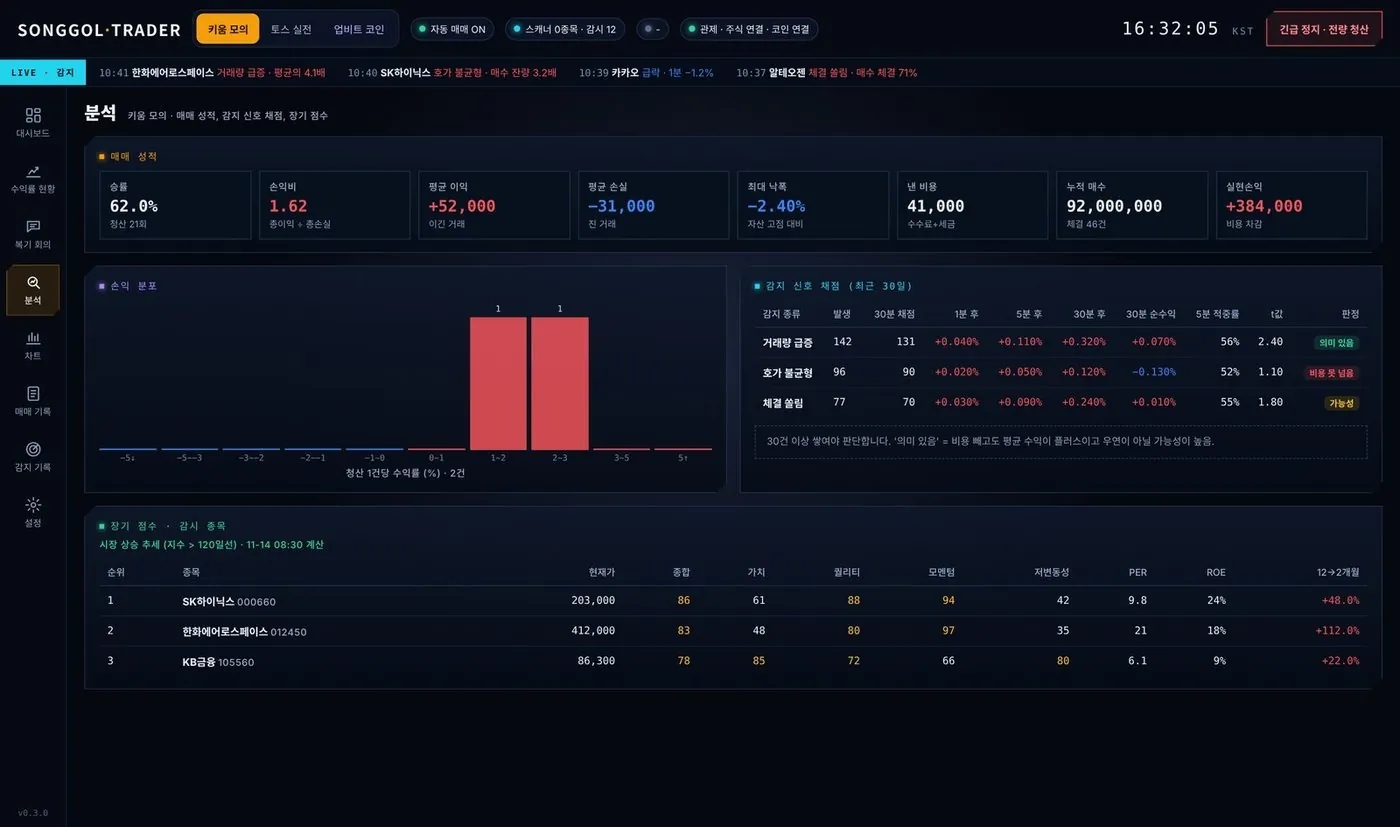 SONGGOL·TRADER 키움 모의 토스 실전 업비트 코인 자동 매매 ON 스캐너 0종목 · 감시 12 - 관제 · 주식 연결 · 코인 연결 16:32:05 KST 긴급 정지 · 전량 청산
LIVE · 감지 10:41 한화에어로스페이스 거래량 급증 · 평균의 4.1배 10:40 SK하이닉스 호가 불균형 · 매수 잔량 3.2배 10:39 카카오 급락 · 1분 −1.2% 10:37 알테오젠 체결 쏠림 · 매수 체결 71%
대시보드
수익률 현황
복기 회의
분석
차트
매매 기록
감지 기록
설정
v0.3.0
분석 키움 모의 · 매매 성적, 감지 신호 채점, 장기 점수
매매 성적
승률 손익비 평균 이익 평균 손실 최대 낙폭 낸 비용 누적 매수 실현손익
62.0% 1.62 +52,000 −31,000 −2.40% 41,000 92,000,000 +384,000
청산 21회 총이익 ÷ 총손실 이긴 거래 진 거래 자산 고점 대비 수수료+세금 체결 46건 비용 차감
손익 분포
1 1
−5↓ −5~−3 −3~−2 −2~−1 −1~0 0~1 1~2 2~3 3~5 5↑
청산 1건당 수익률 (%) · 2건
감지 신호 채점 (최근 30일)
감지 종류 발생 30분 채점 1분 후 5분 후 30분 후 30분 순수익 5분 적중률 t값 판정
거래량 급증 142 131 +0.040% +0.110% +0.320% +0.070% 56% 2.40 의미 있음
호가 불균형 96 90 +0.020% +0.050% +0.120% −0.130% 52% 1.10 비용 못 넘음
체결 쏠림 77 70 +0.030% +0.090% +0.240% +0.010% 55% 1.80 가능성
30건 이상 쌓여야 판단합니다. '의미 있음' = 비용 빼고도 평균 수익이 플러스이고 우연이 아닐 가능성이 높음.
장기 점수 · 감시 종목
시장 상승 추세 (지수 > 120일선) · 11-14 08:30 계산
순위 종목 현재가 종합 가치 퀄리티 모멘텀 저변동성 PER ROE 12→2개월
1 SK하이닉스 000660 203,000 86 61 88 94 42 9.8 24% +48.0%
2 한화에어로스페이스 012450 412,000 83 48 80 97 35 21 18% +112.0%
3 KB금융 105560 86,300 78 85 72 66 80 6.1 9% +22.0%